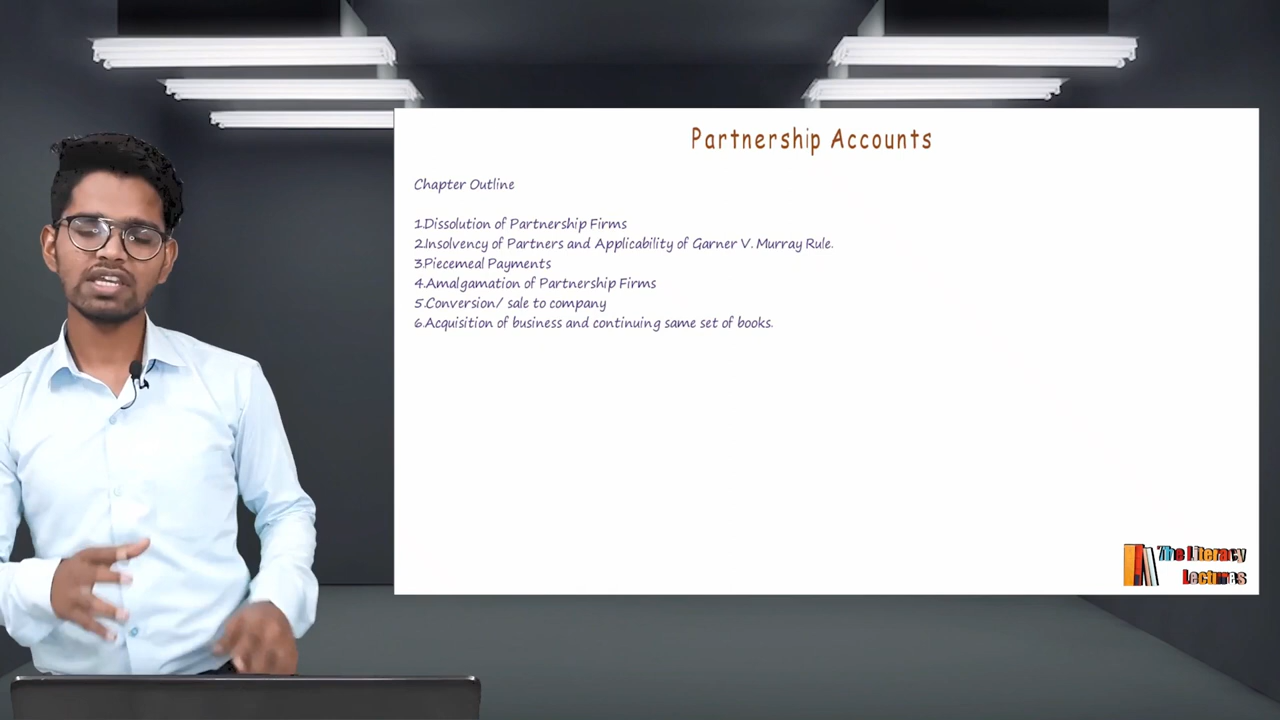 Partnership Accounts
Chapter Outline
1.Dissolution of Partnership Firms
2.Insolvency of Partners and Applicability of Garner V. Murray Rule.
3.Piecemeal Payments
4.Amalgamation of Partnership Firms
5.Conversion/ sale to company
6.Acquisition of business and continuing same set of books.
The Literacy
Lectures